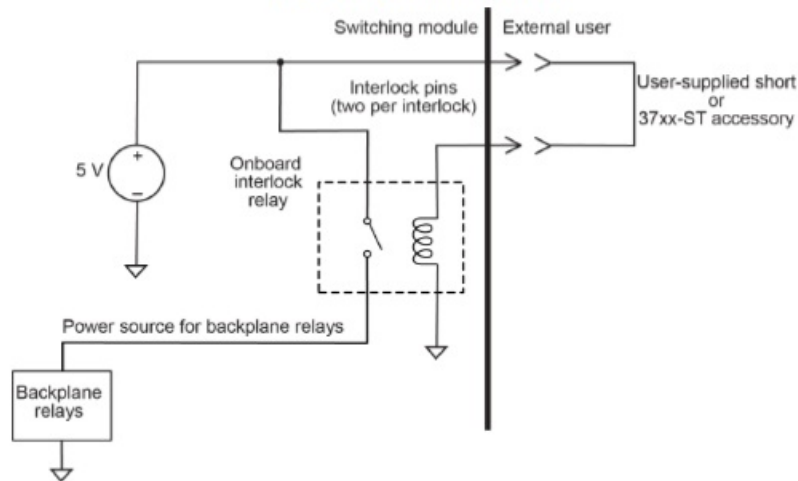 Switching module
External user
Interlock pins
(two per interlock)
User-supplied short
or
37xx-ST accessory
5 V
+
–
Onboard
interlock
relay
Power source for backplane relays
Backplane
relays